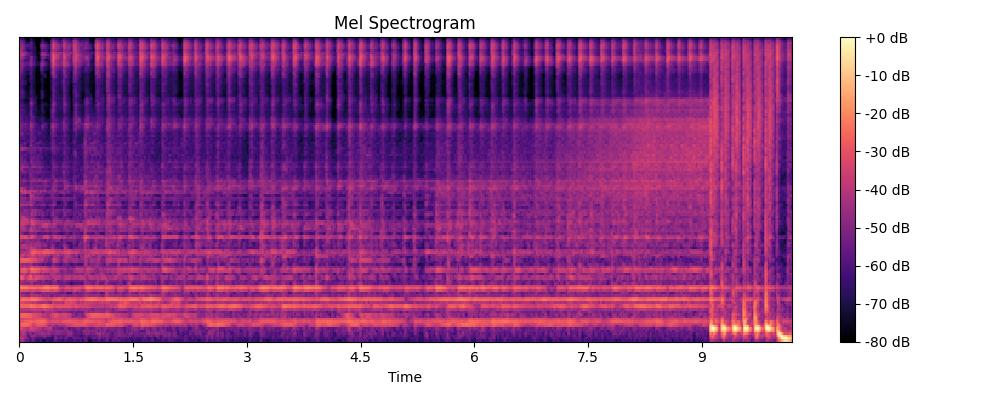 Mel Spectrogram
+0 dB
-10 dB
-20 dB
-30 dB
-40 dB
-50 dB
-60 dB
-70 dB
-80 dB
0 1.5 3 4.5 6 7.5 9
Time